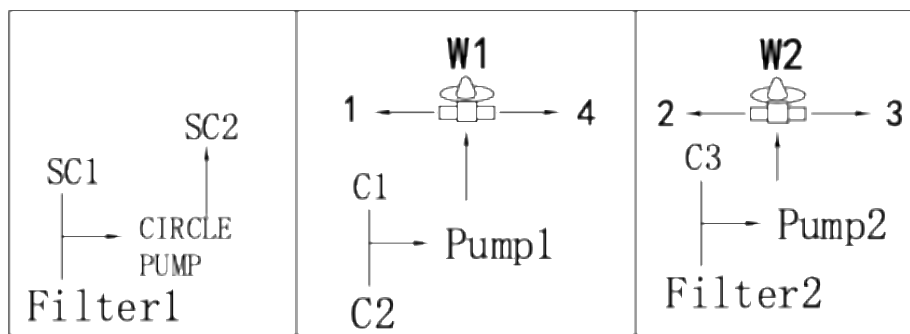 SC2
SC1
CIRCLE
PUMP
Filter1
W1
1
4
C1
Pump1
C2
W2
2
3
C3
Pump2
Filter2